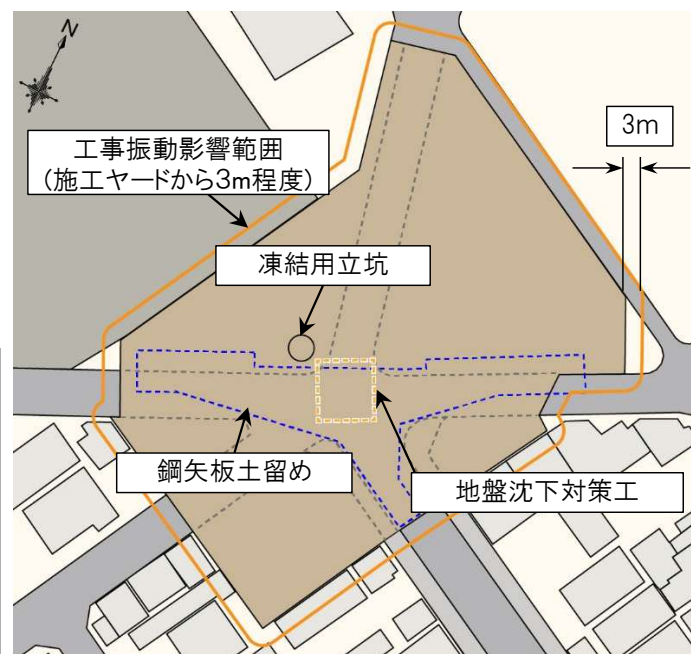 N
3m
工事振動影響範囲
(施工ヤードから3m程度)
凍結用立坑
鋼矢板土留め
地盤沈下対策工